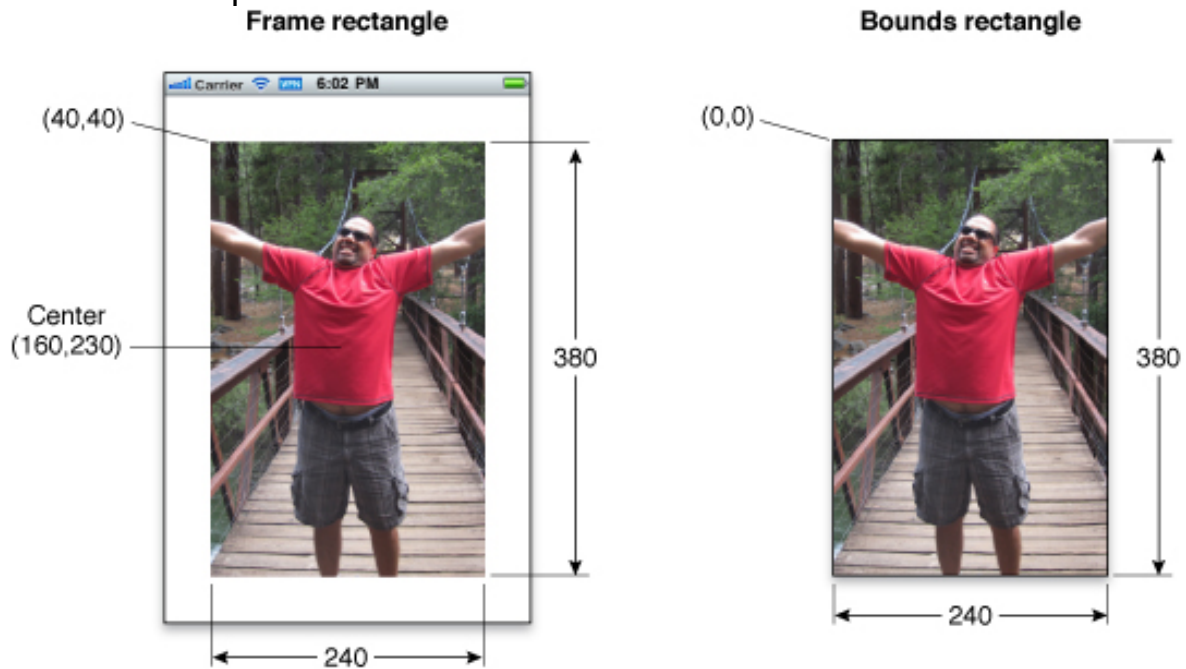 Frame rectangle
Bounds rectangle
Carrier VPN 6:02 PM
(40,40)
(0,0)
Center
(160,230)
380
380
240
240